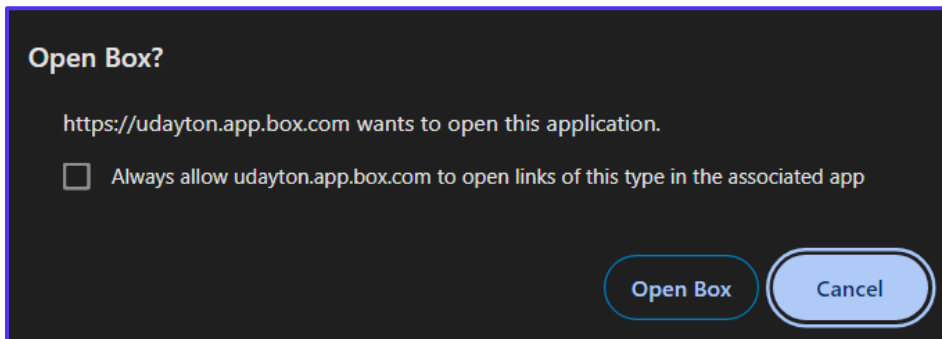 Open Box?
https://udayton.app.box.com wants to open this application.
Always allow udayton.app.box.com to open links of this type in the associated app
Open Box Cancel